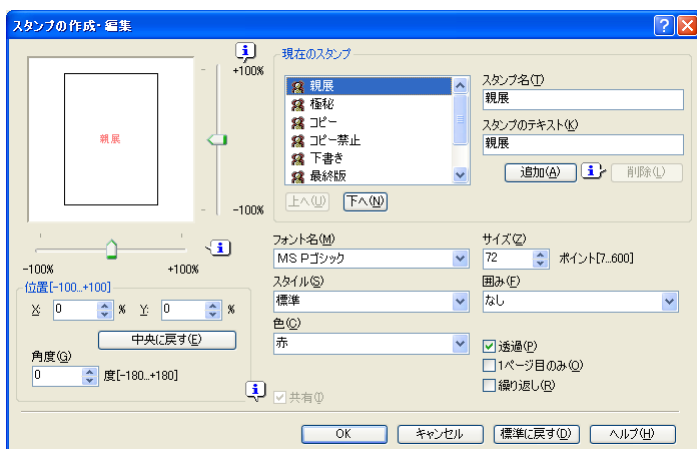 スタンプの作成・編集
現在のスタンプ
+100%
親展
極秘
コピー
コピー禁止
下書き
最終版
スタンプ名(T)
親展
スタンプのテキスト(K)
親展
追加(A)
削除(L)
親展
-100%
上へ(U)
下へ(N)
-100%
+100%
フォント名(M)
MS Pゴシック
サイズ(Z)
72
ポイント[7...600]
スタイル(S)
標準
囲み(F)
なし
位置[-100...+100]
X:
0
%
Y:
0
%
中央に戻す(E)
色(C)
赤
角度(G)
0
度[-180...+180]
透過(P)
1ページ目のみ(O)
繰り返し(R)
共有(I)
OK
キャンセル
標準に戻す(D)
ヘルプ(H)